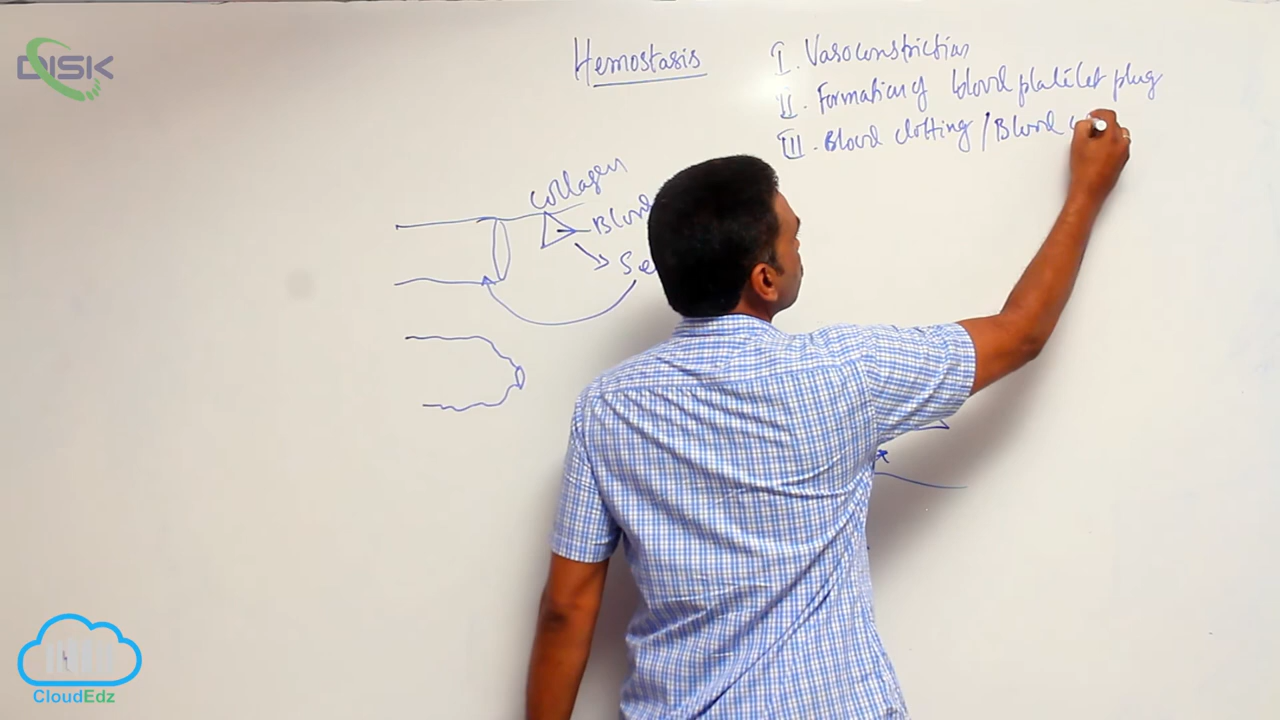 DISK
Hemostasis
I. Vasoconstriction
II. Formation of blood platelet plug
III. Blood clotting / Blood
Collagen
Blood
Se
CloudEdz